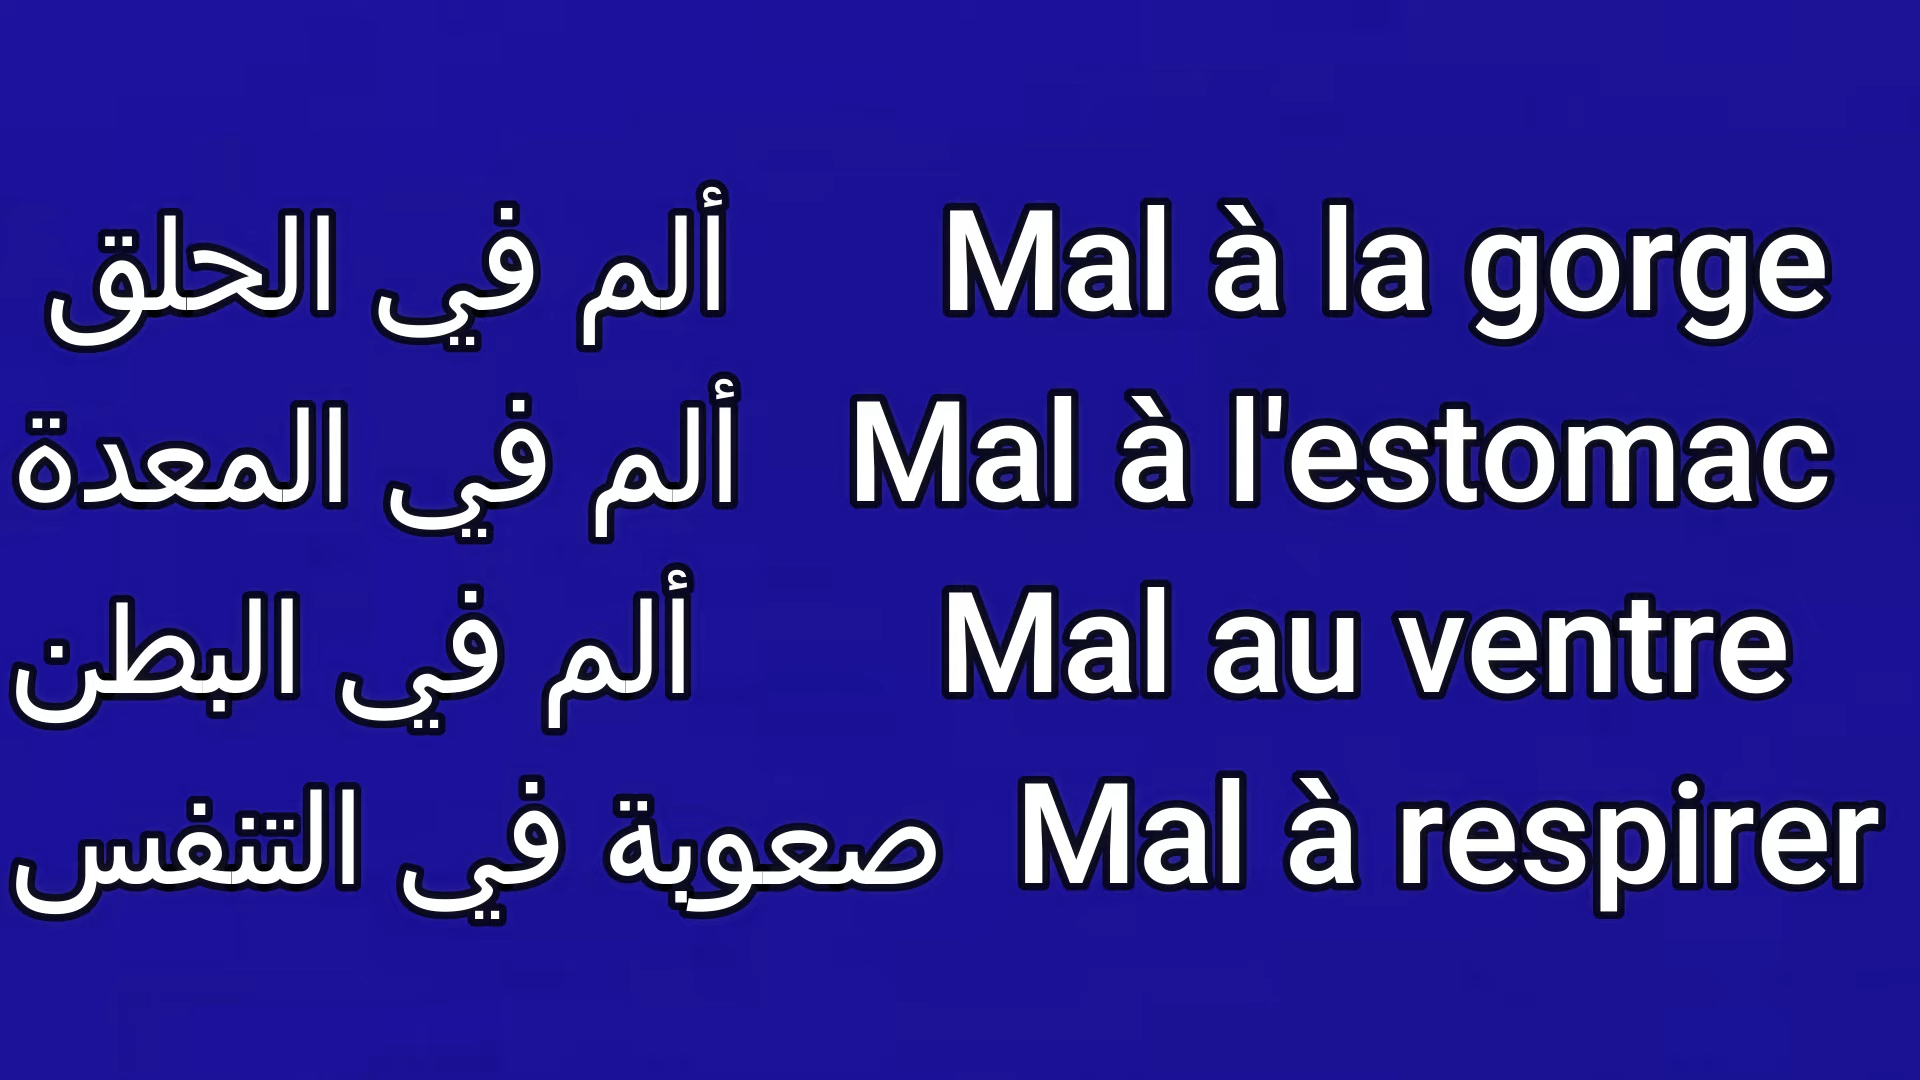 ألم في الحلق Mal à la gorge
ألم في المعدة Mal à l'estomac
ألم في البطن Mal au ventre
صعوبة في التنفس Mal à respirer